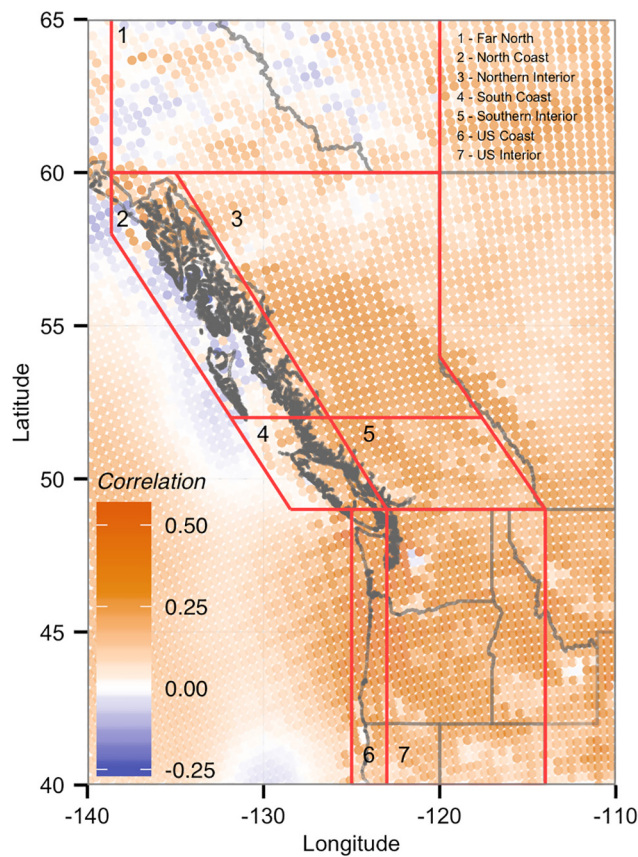 65
1
1 - Far North
2 - North Coast
3 - Northern Interior
4 - South Coast
5 - Southern Interior
6 - US Coast
7 - US Interior
60
2
3
55
Latitude
4
5
50
Correlation
0.50
0.25
0.00
-0.25
45
6
7
40
-140
-130
-120
-110
Longitude